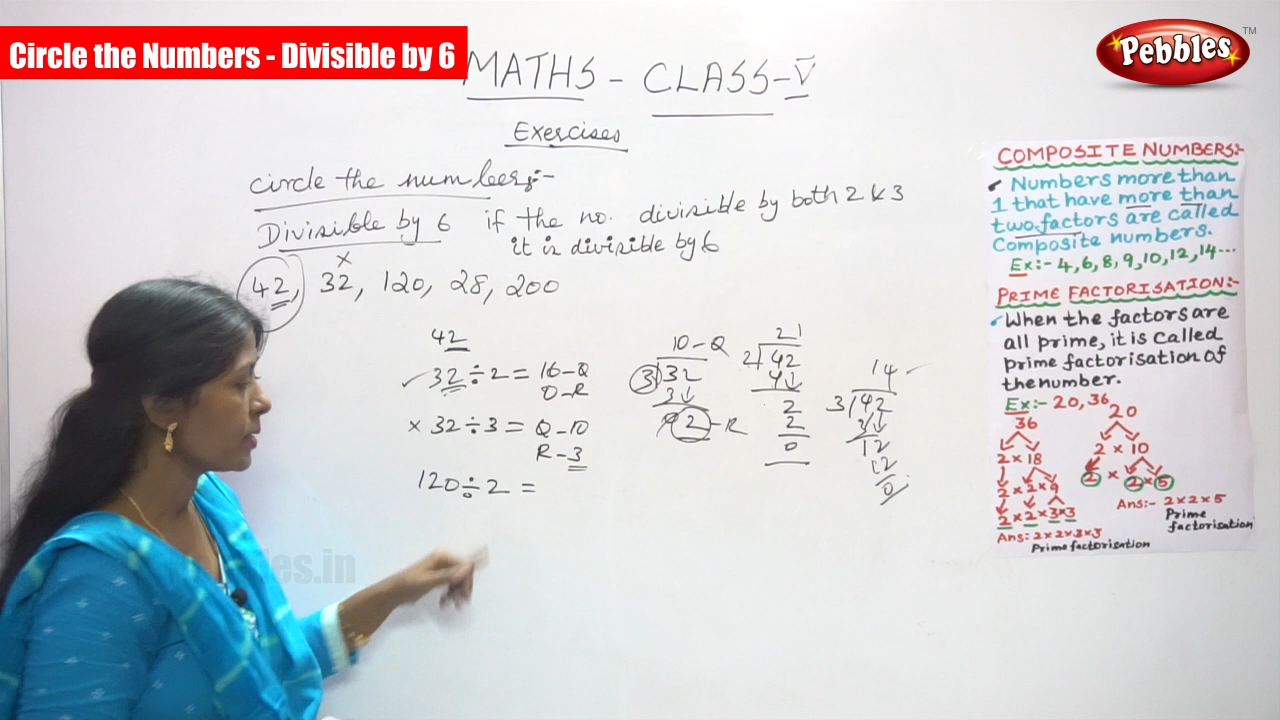 Circle the Numbers - Divisible by 6
MATHS - CLASS - V
Pebbles TM
Exercises
Circle the numbers:-
Divisible by 6 if the no. divisible by both 2 & 3
it is divisible by 6
x
42, 32, 120, 28, 200
42
✓ 32 ÷ 2 = 16 - Q
0 - R
× 32 ÷ 3 = Q - 10
R - 3
120 ÷ 2 =
10 - Q
3)32
3↓
2 - R
21
2)42
4↓
2
2
0
14 ✓
3)42
3↓
12
12
0
COMPOSITE NUMBERS:-
Numbers more than
1 that have more than
two factors are called
Composite numbers.
Ex:- 4, 6, 8, 9, 10, 12, 14...
PRIME FACTORISATION:-
When the factors are
all prime, it is called
prime factorisation of
the number.
Ex:- 20, 36
36
2 × 18
2 × 2 × 9
2 × 2 × 3 × 3
Ans: 2×2×3×3
Prime factorisation
20
2 × 10
2 × 2 × 5
Ans:- 2×2×5
Prime
factorisation